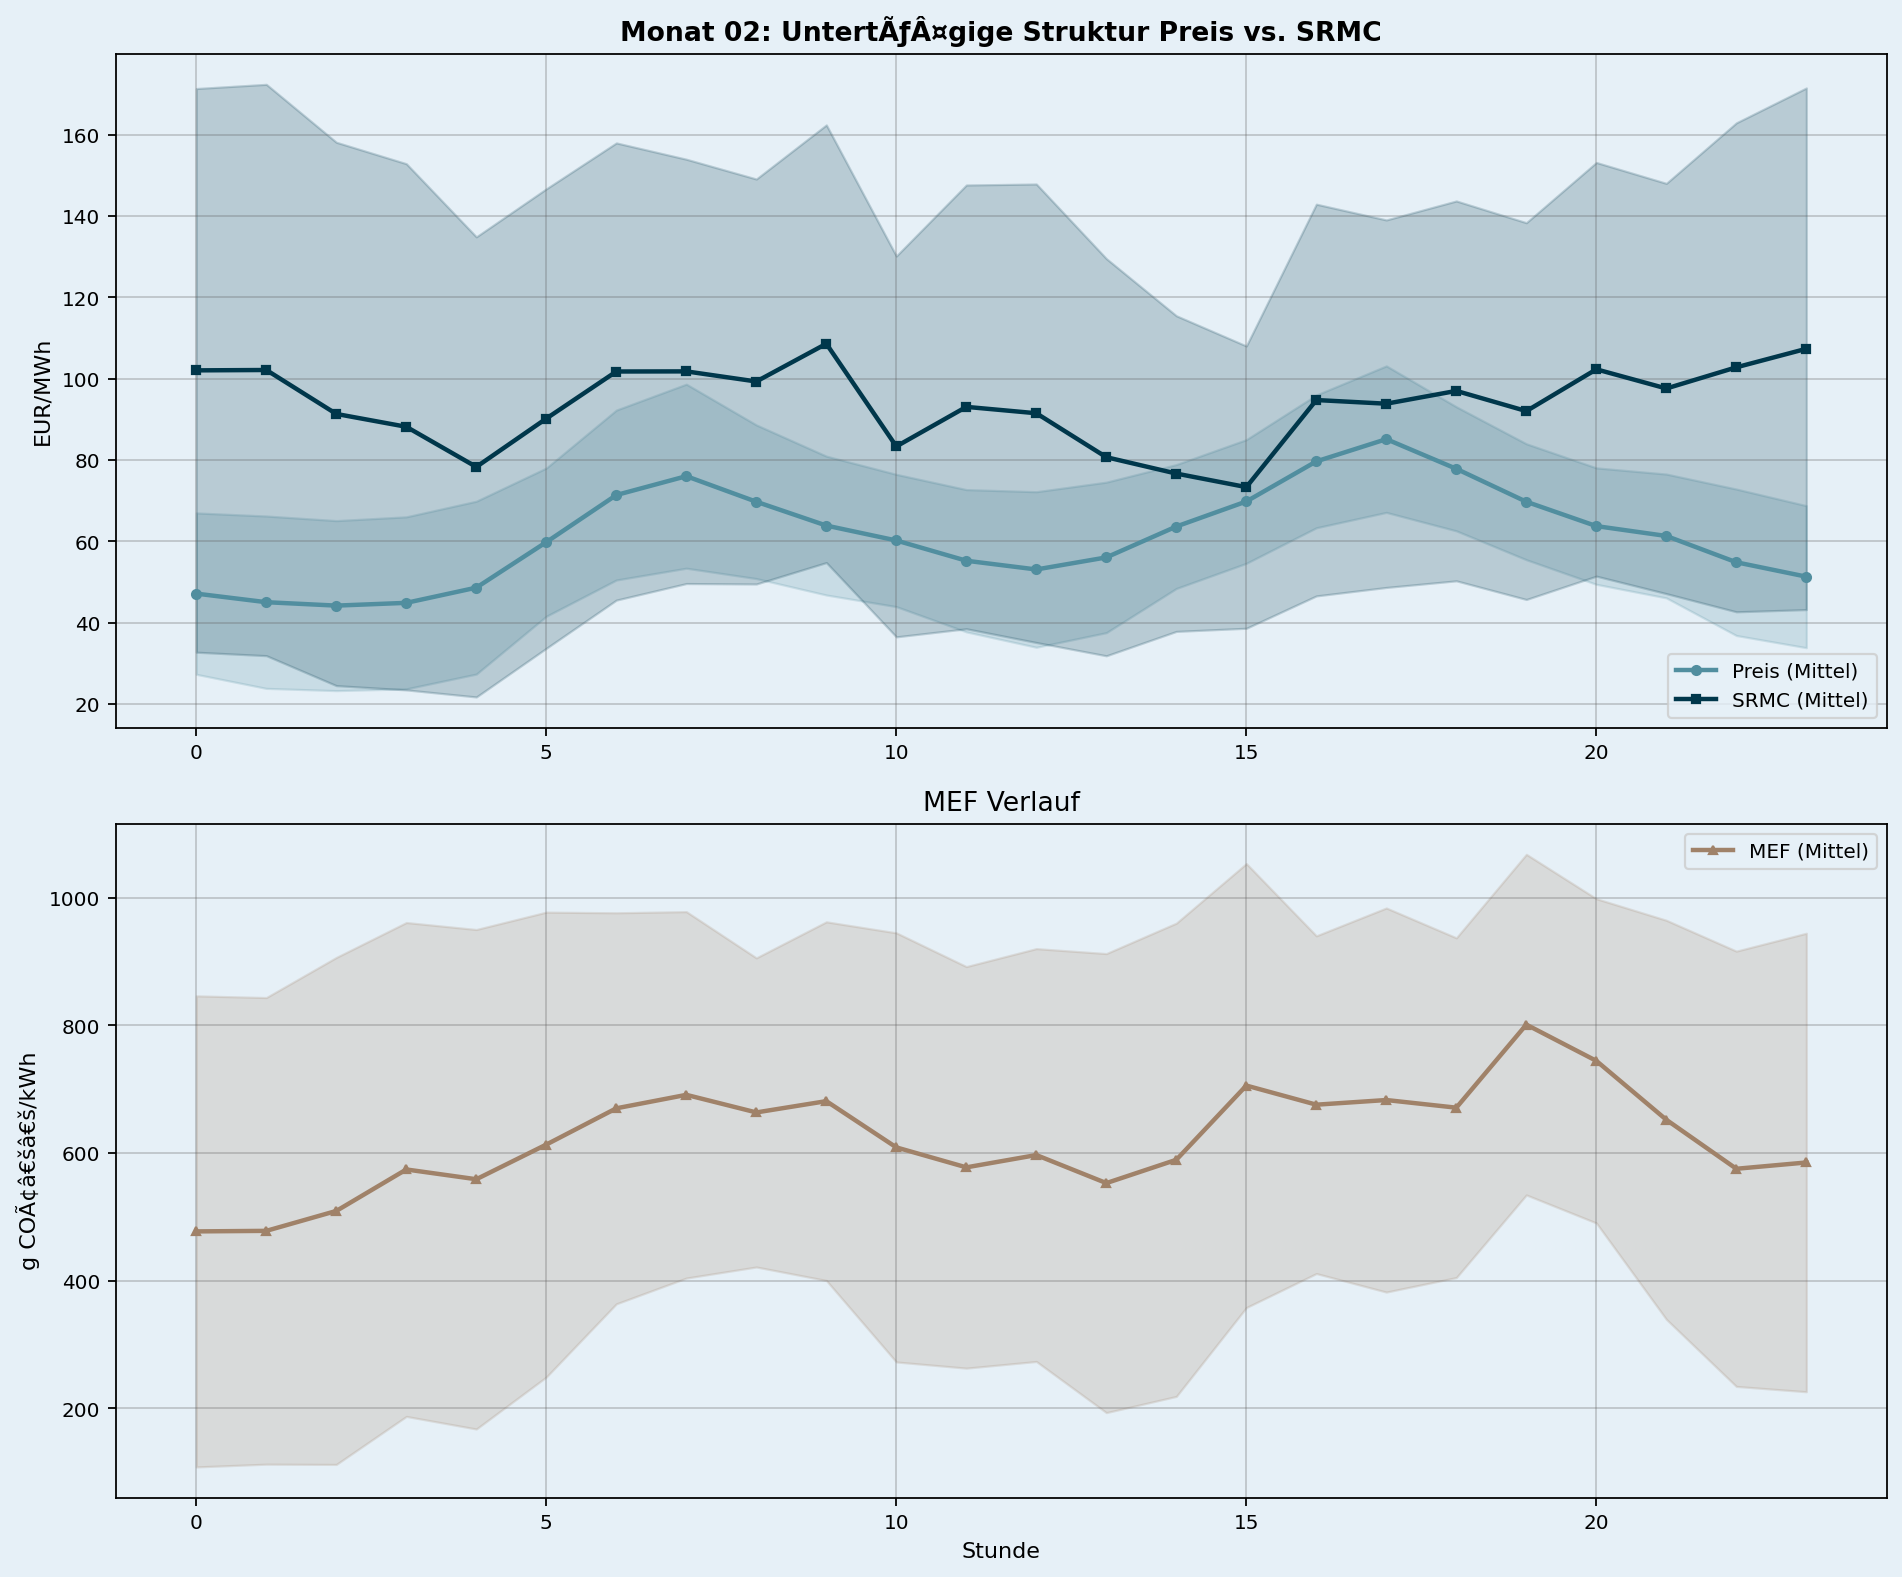 Monat 02: UntertÃƒÂ¤gige Struktur Preis vs. SRMC
EUR/MWh
160
140
120
100
80
60
40
20
0 5 10 15 20
Preis (Mittel)
SRMC (Mittel)
MEF Verlauf
g COÃ¢â€šâ€š/kWh
1000
800
600
400
200
0 5 10 15 20
MEF (Mittel)
Stunde